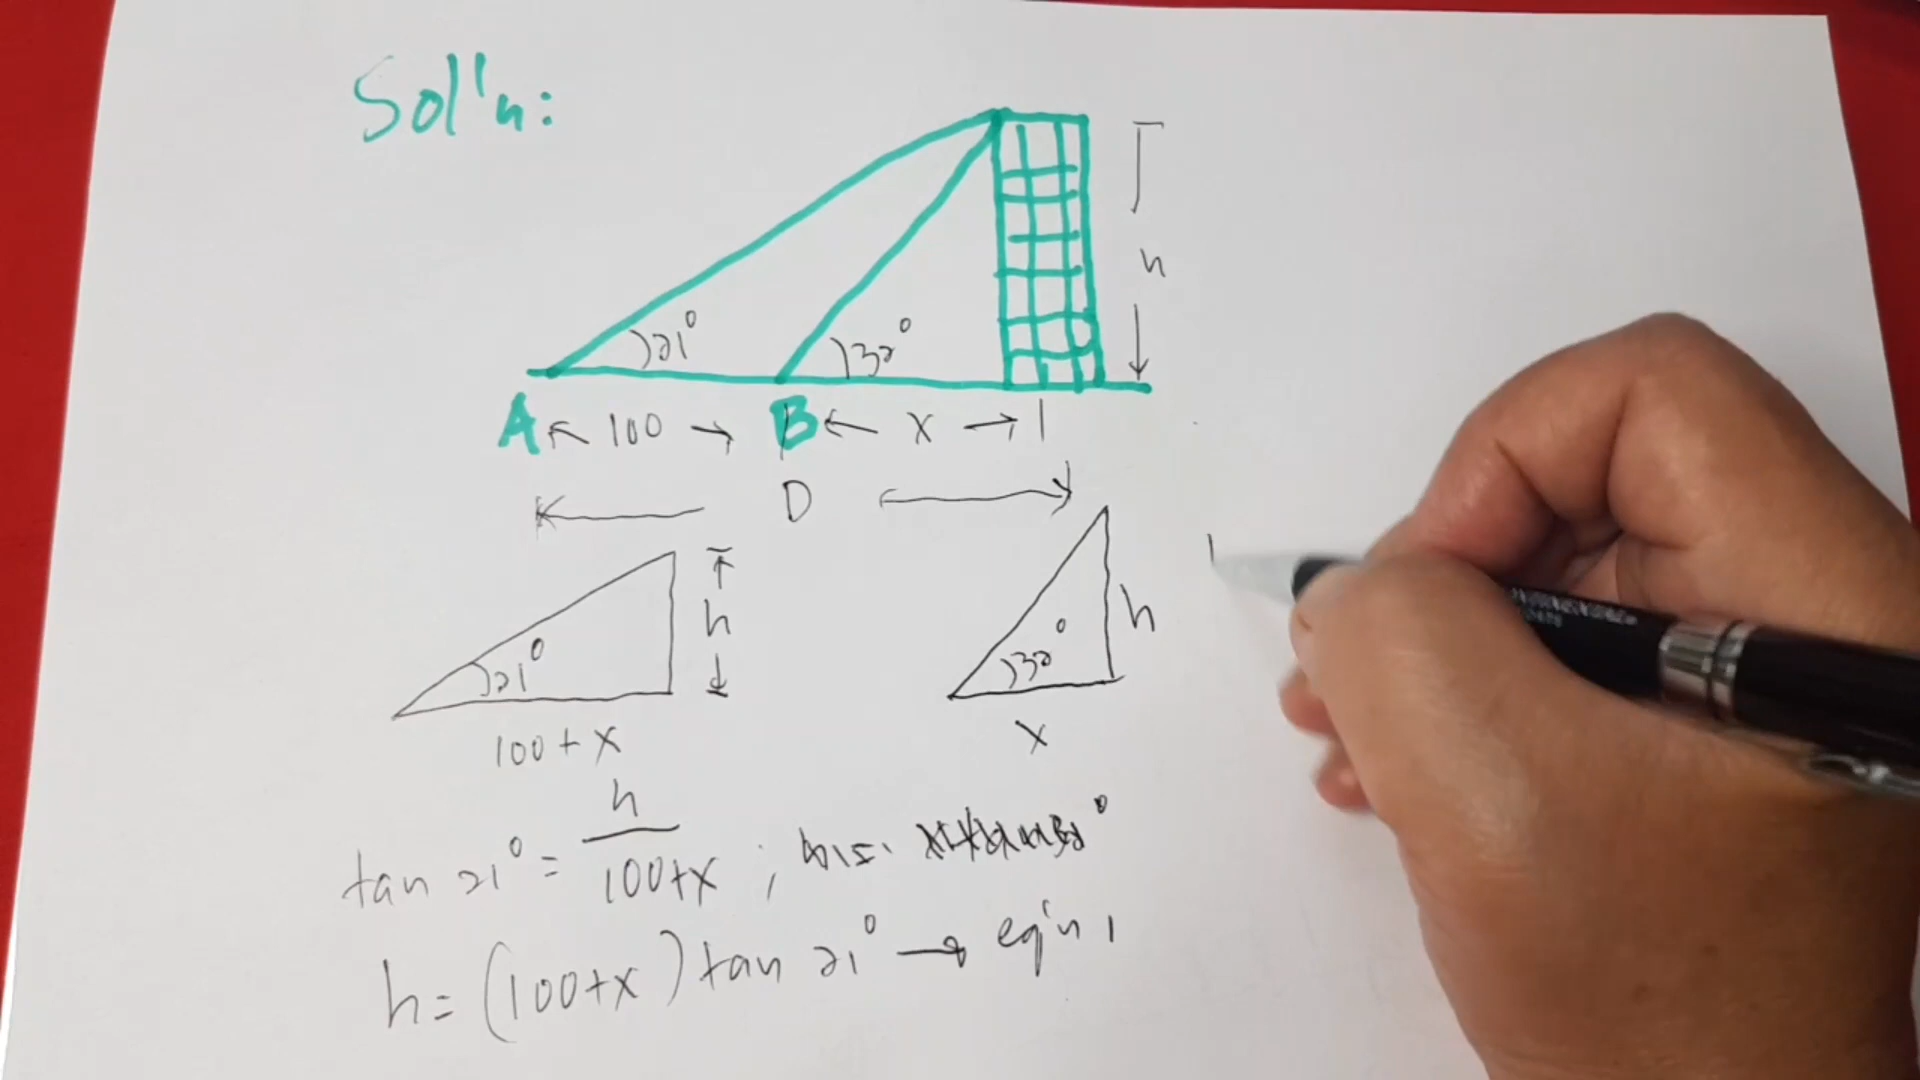 Sol'n:
h
21° 32°
A 100 B x
D
h h
21° 32°
100+x x
tan 21° = h / 100+x ;
h = (100+x) tan 21° → eq'n 1